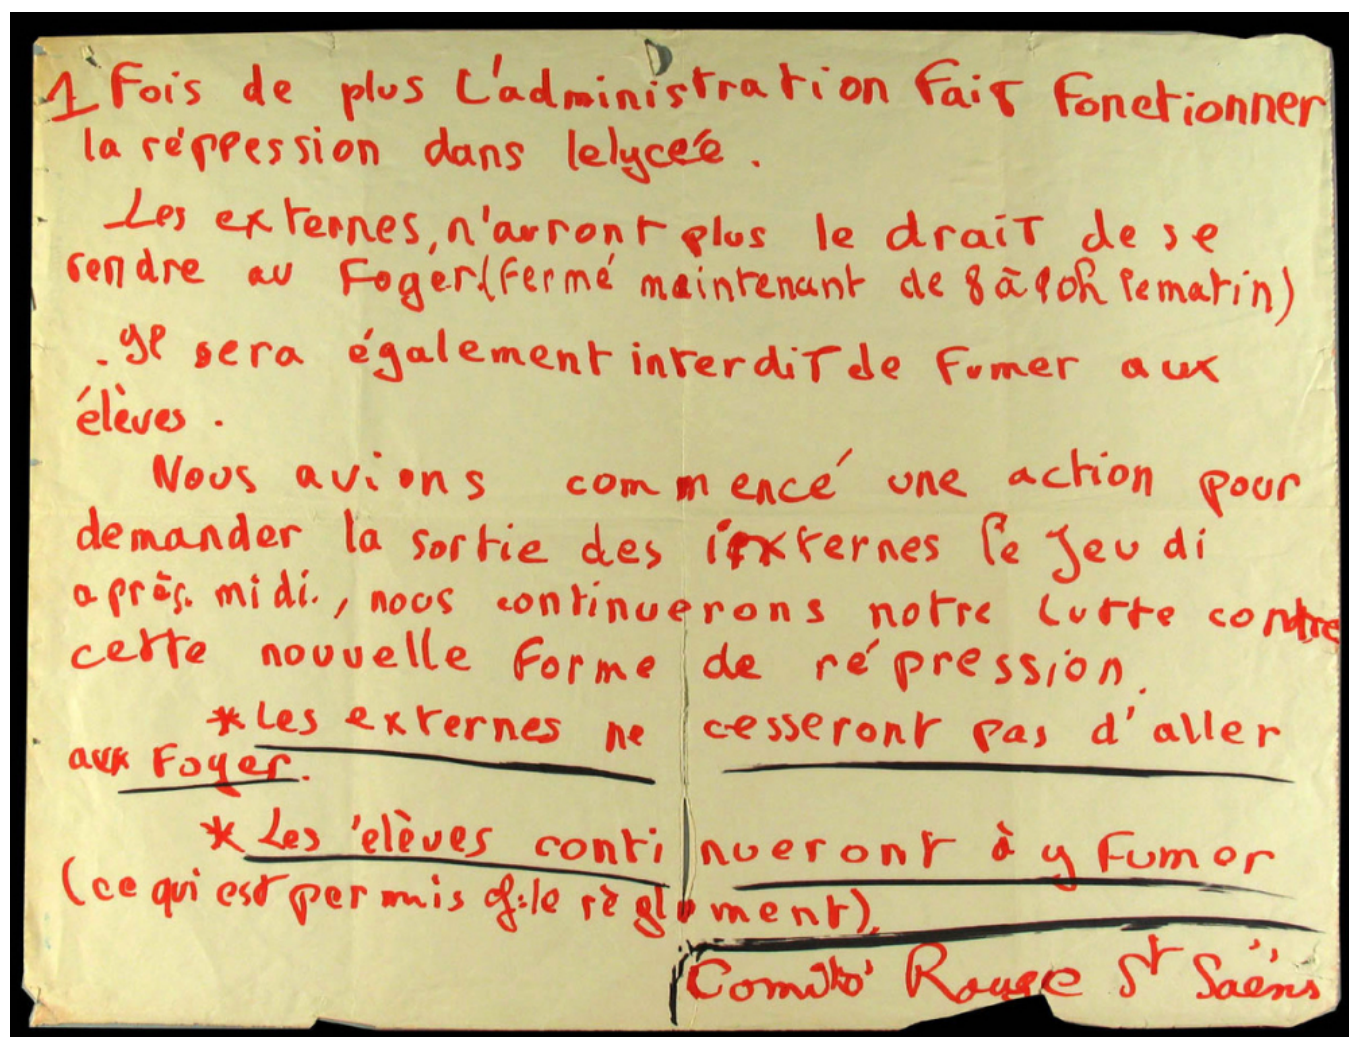 1 Fois de plus L'administration fait fonctionner
la réppession dans le lycée.
Les externes, n'auront plus le drait de se
rendre au Foyer (fermé maintenant de 8 à 10h le matin)
. Il sera également interdit de fumer aux
élèves.
Nous avions commencé une action pour
demander la sortie des internes le Jeudi
après-midi., nous continuerons notre lutte contre
cette nouvelle forme de répression.
*Les externes ne cesseront pas d'aller
aux Foyer.
*Les élèves continueront à y fumer
(ce qui est permis cf: le règlement).
Comité Rouge St Saëns